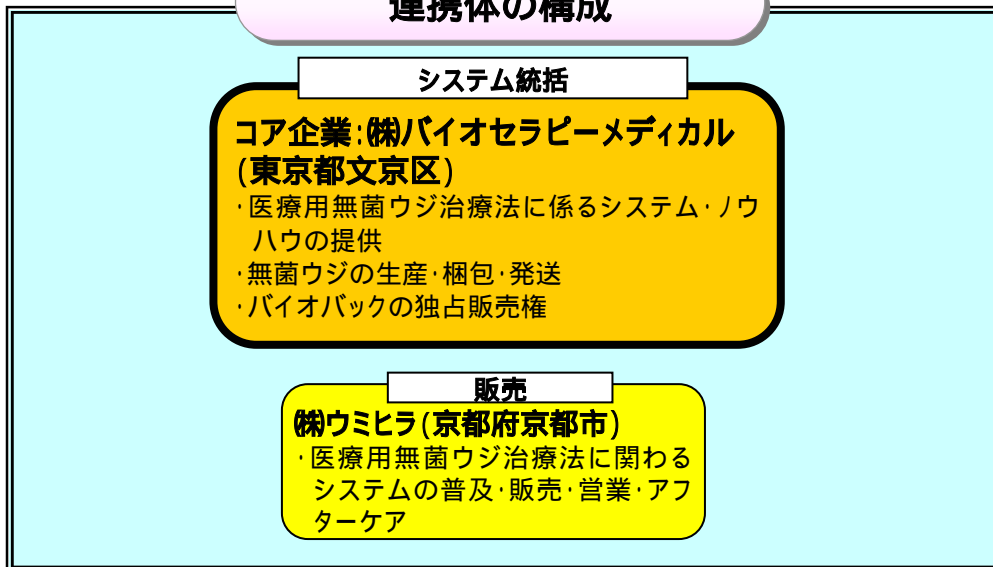 連携体の構成
システム統括
コア企業:㈱バイオセラピーメディカル
(東京都文京区)
･医療用無菌ウジ治療法に係るシステム･ノウ
ハウの提供
･無菌ウジの生産･梱包･発送
･バイオバックの独占販売権
販売
㈱ウミヒラ(京都府京都市)
･医療用無菌ウジ治療法に関わる
システムの普及･販売･営業･アフ
ターケア